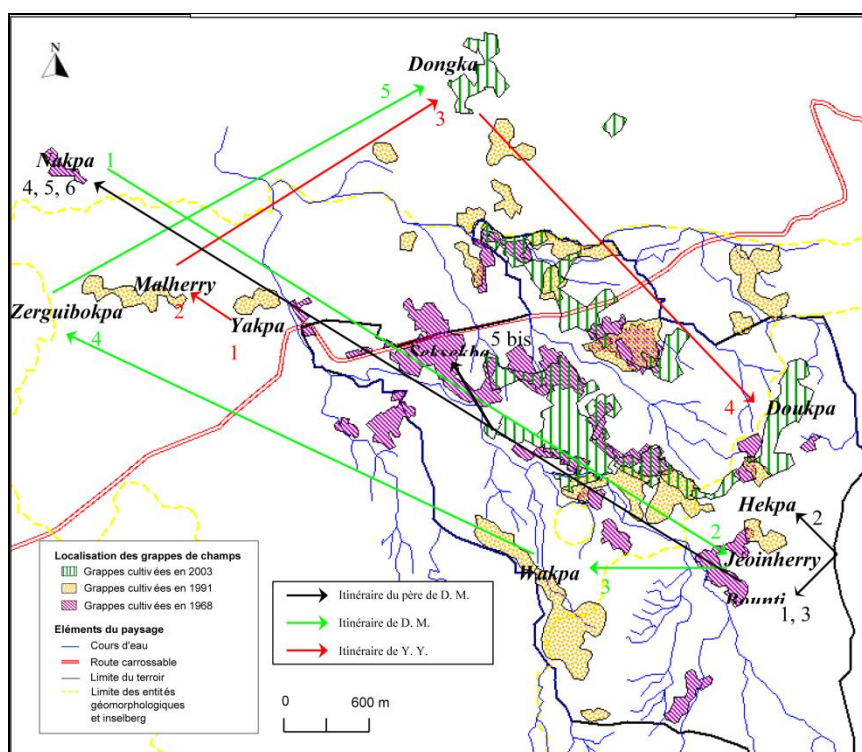 N
Dongka
5
3
Nakpa
1
4, 5, 6
Malherry
Zerguibokpa
2
Yakpa
4
1
5 bis
4
Doukpa
Hekpa
2
2
Jeoinherry
Wakpa
3
1, 3
Localisation des grappes de champs
Grappes cultivées en 2003
Grappes cultivées en 1991
Grappes cultivées en 1968
Eléments du paysage
Cours d'eau
Route carrossable
Limite du terroir
Limite des entités
géomorphologiques
et inselberg
Itinéraire du père de D. M.
Itinéraire de D. M.
Itinéraire de Y. Y.
0
600 m